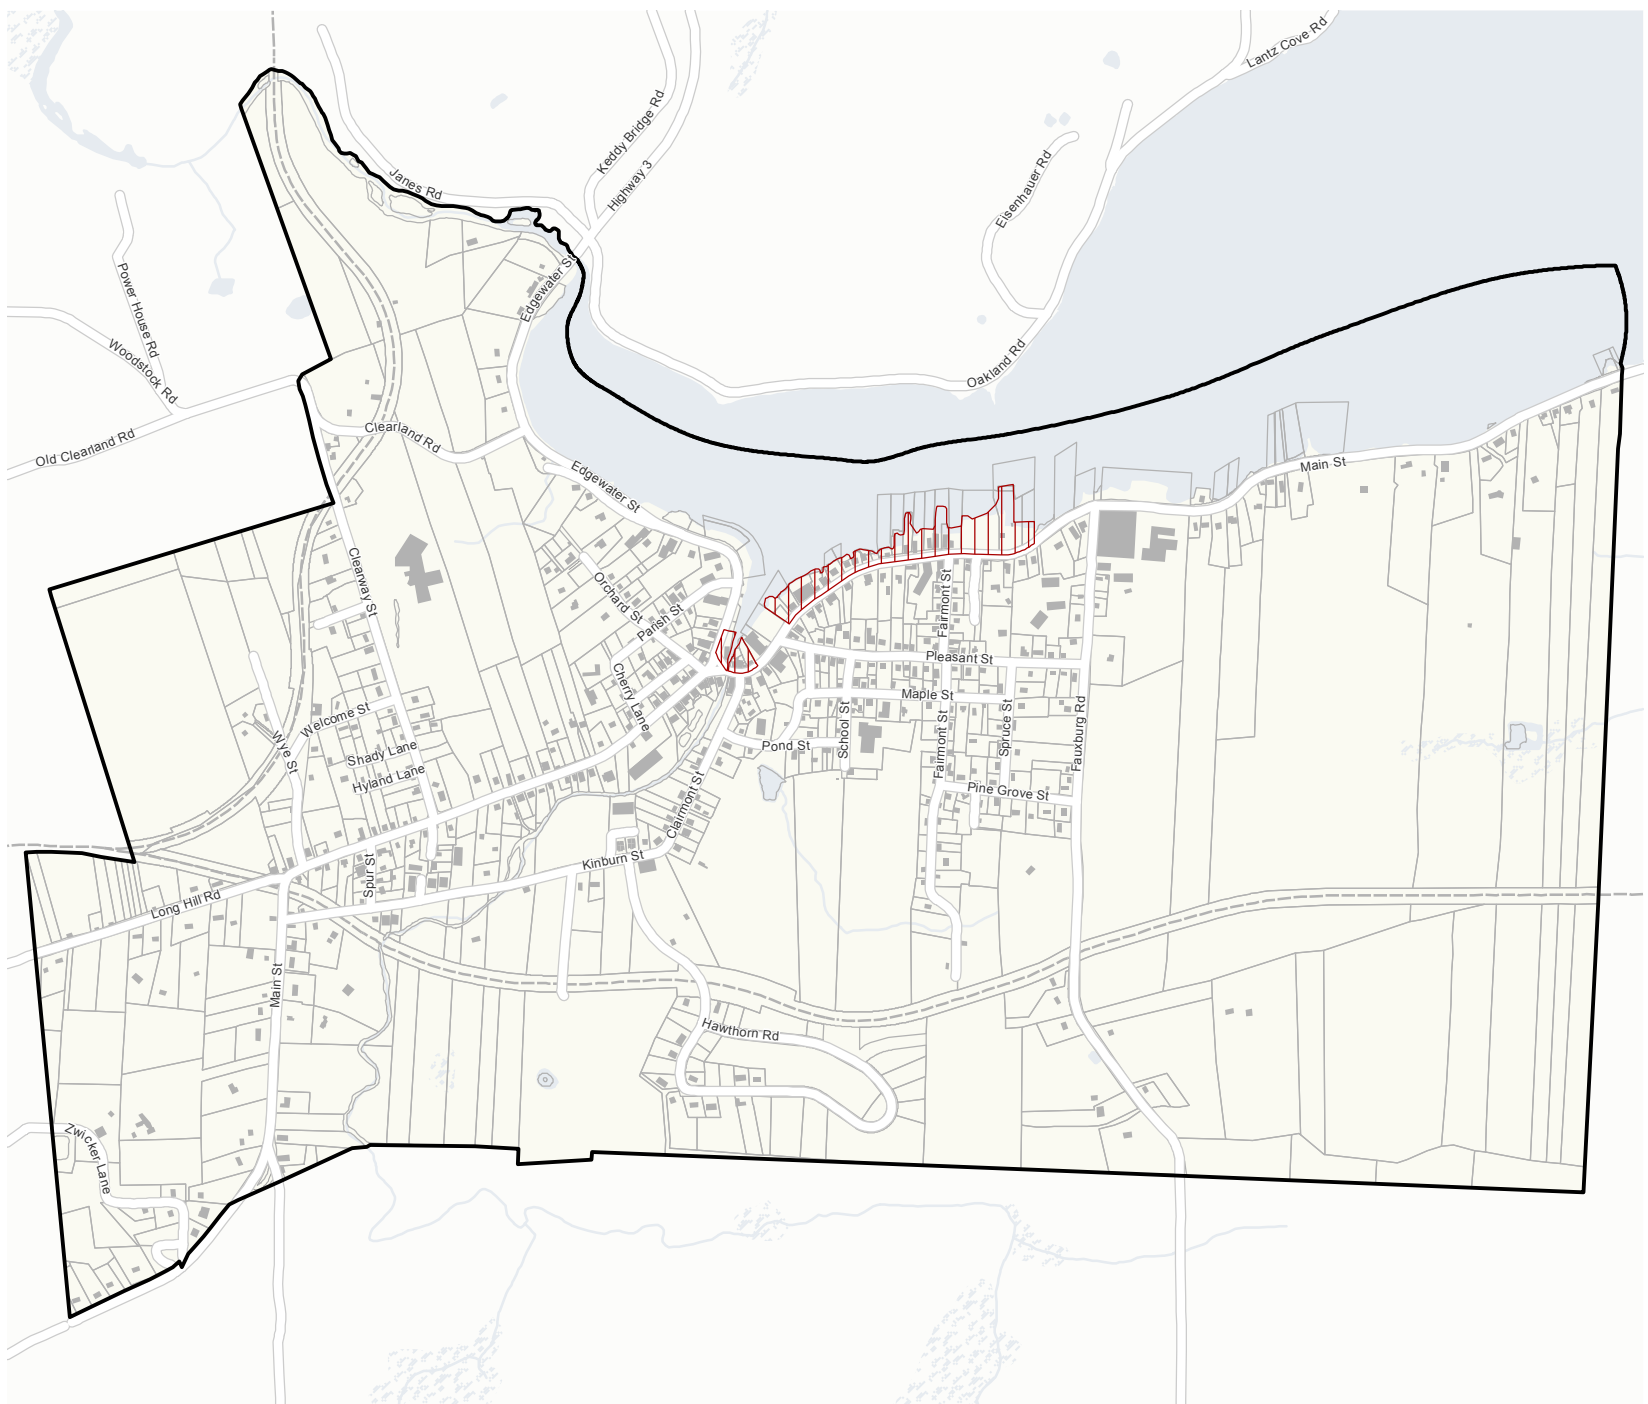 Lantz Cove Rd
Keddy Bridge Rd
Highway 3
Janes Rd
Eisenhauer Rd
Power House Rd
Edgewater St
Woodstock Rd
Oakland Rd
Old Clearland Rd
Clearland Rd
Edgewater St
Main St
Clearway St
Orchard St
Parish St
Fairmont St
Pleasant St
Cherry Lane
Maple St
Welcome St
Wye St
School St
Fairmont St
Spruce St
Fauxburg Rd
Shady Lane
Pond St
Hyland Lane
Pine Grove St
Clairmont St
Kinburn St
Spur St
Long Hill Rd
Main St
Hawthorn Rd
Zwicker Lane